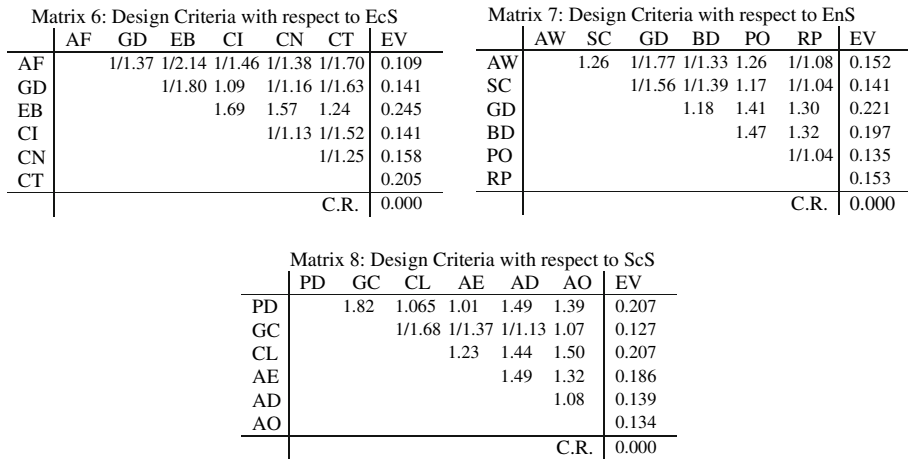 Matrix 6: Design Criteria with respect to EcS
AF GD EB CI CN CT EV
AF 1/1.37 1/2.14 1/1.46 1/1.38 1/1.70 0.109
GD 1/1.80 1.09 1/1.16 1/1.63 0.141
EB 1.69 1.57 1.24 0.245
CI 1/1.13 1/1.52 0.141
CN 1/1.25 0.158
CT 0.205
C.R. 0.000
Matrix 7: Design Criteria with respect to EnS
AW SC GD BD PO RP EV
AW 1.26 1/1.77 1/1.33 1.26 1/1.08 0.152
SC 1/1.56 1/1.39 1.17 1/1.04 0.141
GD 1.18 1.41 1.30 0.221
BD 1.47 1.32 0.197
PO 1/1.04 0.135
RP 0.153
C.R. 0.000
Matrix 8: Design Criteria with respect to ScS
PD GC CL AE AD AO EV
PD 1.82 1.065 1.01 1.49 1.39 0.207
GC 1/1.68 1/1.37 1/1.13 1.07 0.127
CL 1.23 1.44 1.50 0.207
AE 1.49 1.32 0.186
AD 1.08 0.139
AO 0.134
C.R. 0.000